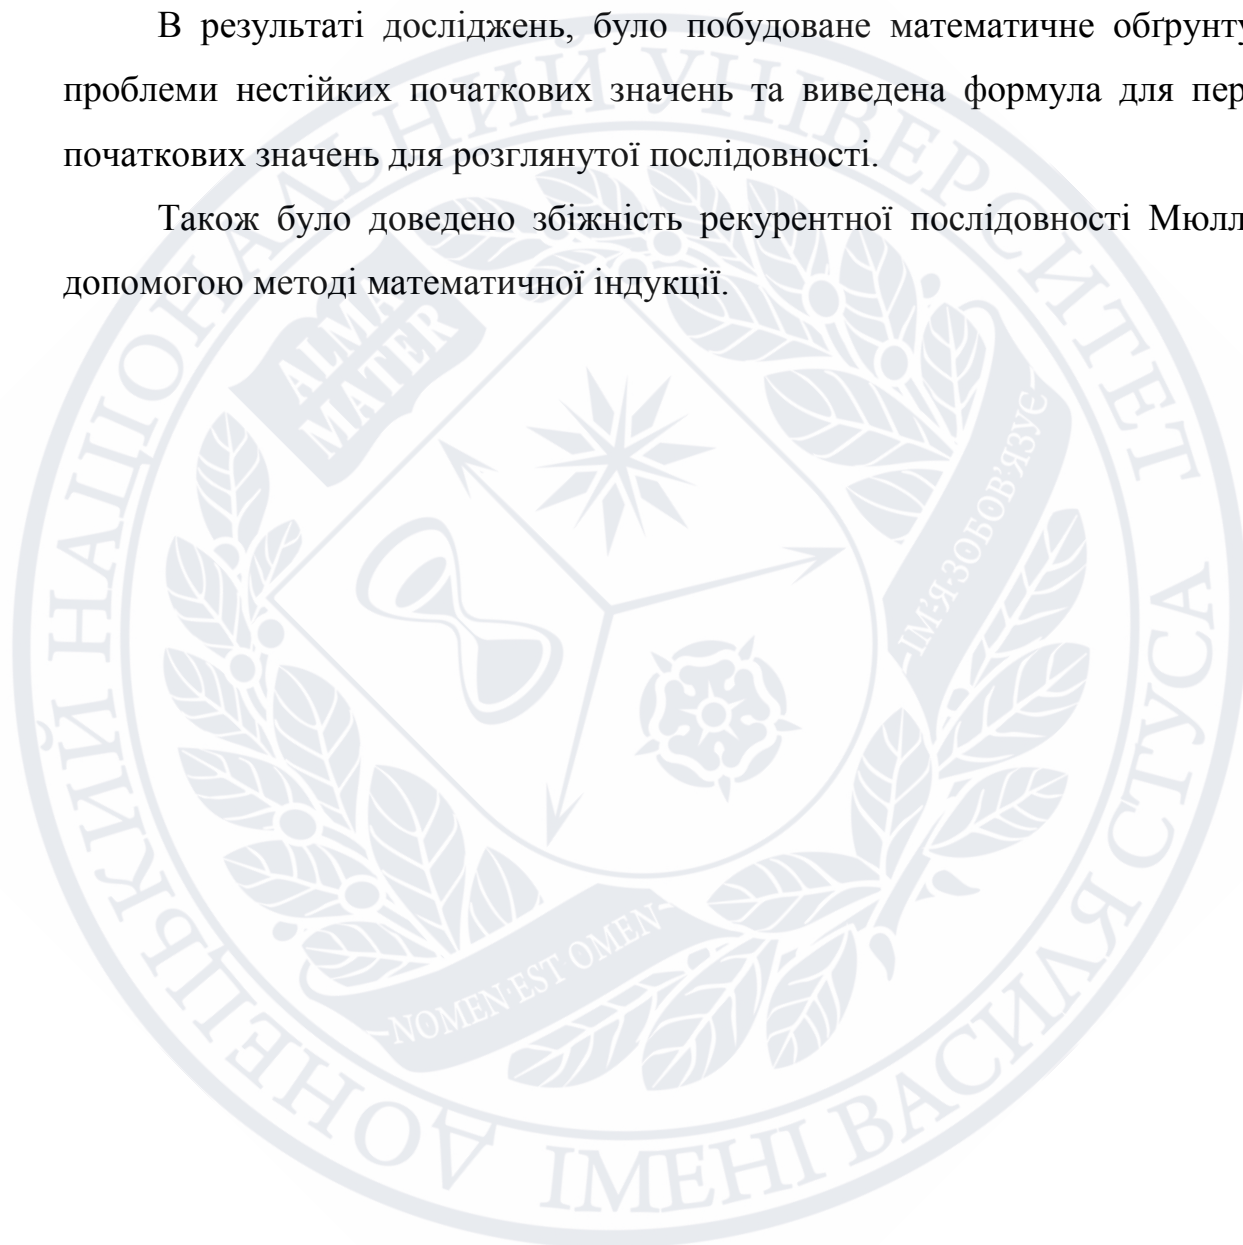 В результаті досліджень, було побудоване математичне обґрунту
проблеми нестійких початкових значень та виведена формула для пер
початкових значень для розглянутої послідовності.
Також було доведено збіжність рекурентної послідовності Мюлл
допомогою методі математичної індукції.
ДОНЕЦЬКИЙ НАЦІОНАЛЬНИЙ УНІВЕРСИТЕТ ІМЕНІ ВАСИЛЯ СТУСА
ALMA
MATER
ІМ'Я·ЗОБОВ'ЯЗУЄ
NOMEN·EST OMEN